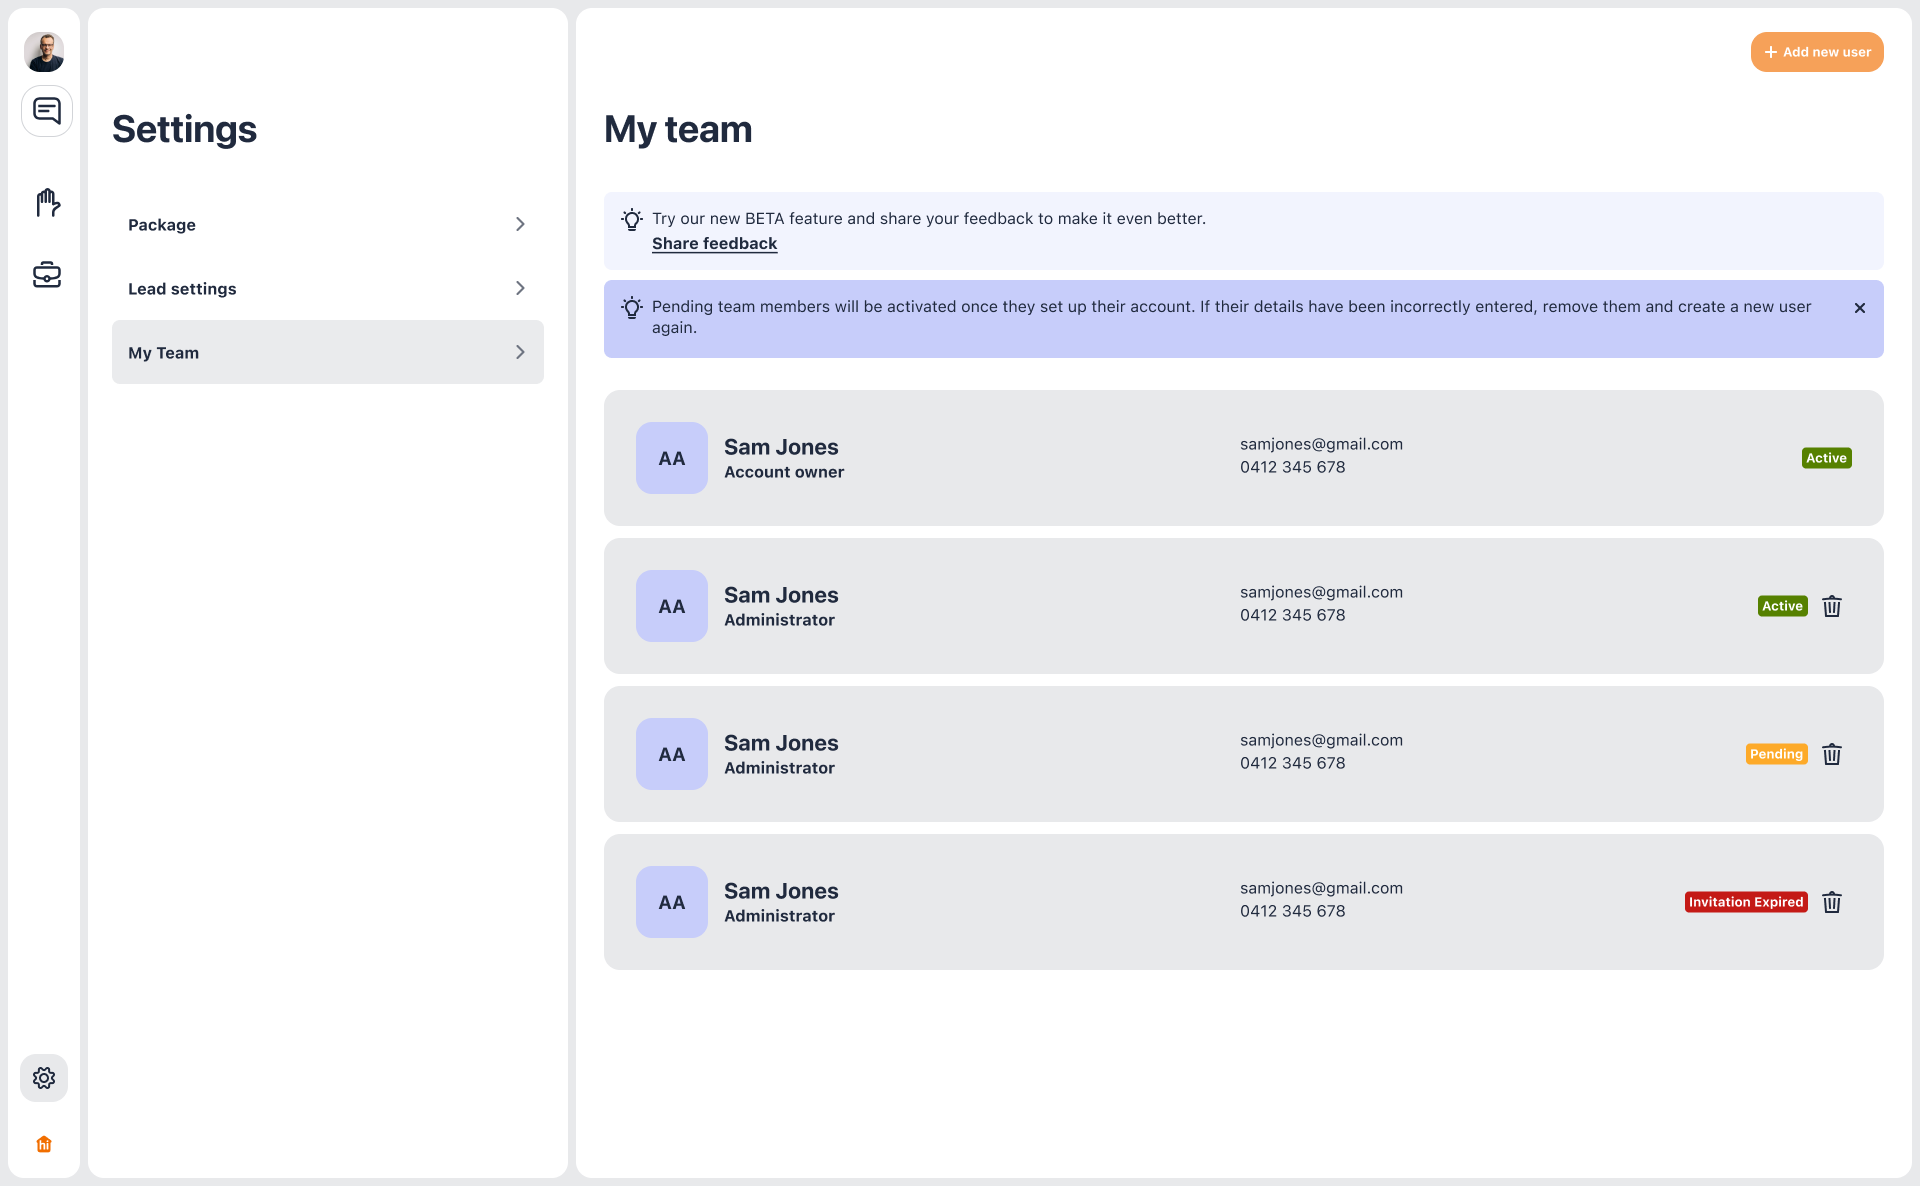 Settings
Package
Lead settings
My Team
hi
+ Add new user
My team
Try our new BETA feature and share your feedback to make it even better.
Share feedback
Pending team members will be activated once they set up their account. If their details have been incorrectly entered, remove them and create a new user
again.
AA
Sam Jones
Account owner
samjones@gmail.com
0412 345 678
Active
AA
Sam Jones
Administrator
samjones@gmail.com
0412 345 678
Active
AA
Sam Jones
Administrator
samjones@gmail.com
0412 345 678
Pending
AA
Sam Jones
Administrator
samjones@gmail.com
0412 345 678
Invitation Expired